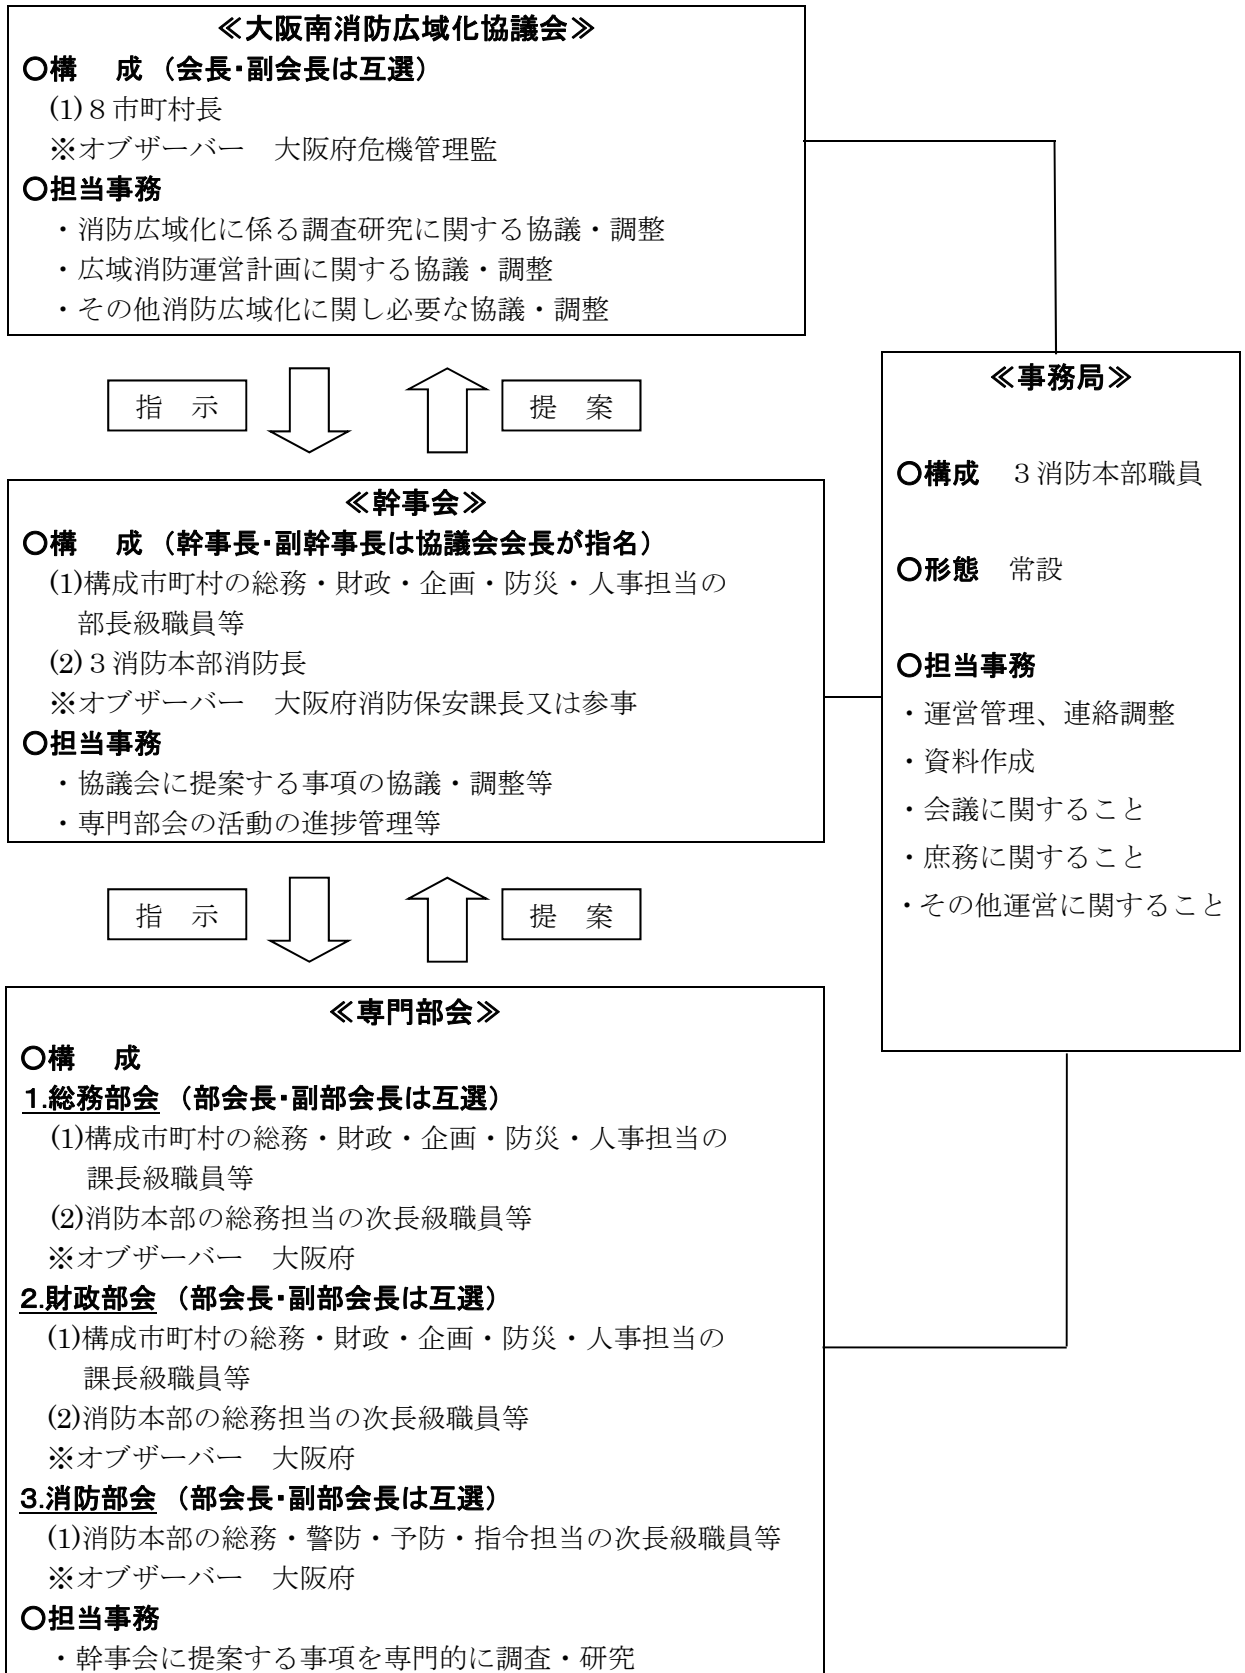 ≪大阪南消防広域化協議会≫
○構　成（会長・副会長は互選）
(1)８市町村長
※オブザーバー　大阪府危機管理監
○担当事務
・消防広域化に係る調査研究に関する協議・調整
・広域消防運営計画に関する協議・調整
・その他消防広域化に関し必要な協議・調整
指　示
提　案
≪幹事会≫
○構　成（幹事長・副幹事長は協議会会長が指名）
(1)構成市町村の総務・財政・企画・防災・人事担当の
部長級職員等
(2)３消防本部消防長
※オブザーバー　大阪府消防保安課長又は参事
○担当事務
・協議会に提案する事項の協議・調整等
・専門部会の活動の進捗管理等
指　示
提　案
≪専門部会≫
○構　成
1.総務部会（部会長・副部会長は互選）
(1)構成市町村の総務・財政・企画・防災・人事担当の
課長級職員等
(2)消防本部の総務担当の次長級職員等
※オブザーバー　大阪府
2.財政部会（部会長・副部会長は互選）
(1)構成市町村の総務・財政・企画・防災・人事担当の
課長級職員等
(2)消防本部の総務担当の次長級職員等
※オブザーバー　大阪府
3.消防部会（部会長・副部会長は互選）
(1)消防本部の総務・警防・予防・指令担当の次長級職員等
※オブザーバー　大阪府
○担当事務
・幹事会に提案する事項を専門的に調査・研究
≪事務局≫
○構成　３消防本部職員
○形態　常設
○担当事務
・運営管理、連絡調整
・資料作成
・会議に関すること
・庶務に関すること
・その他運営に関すること